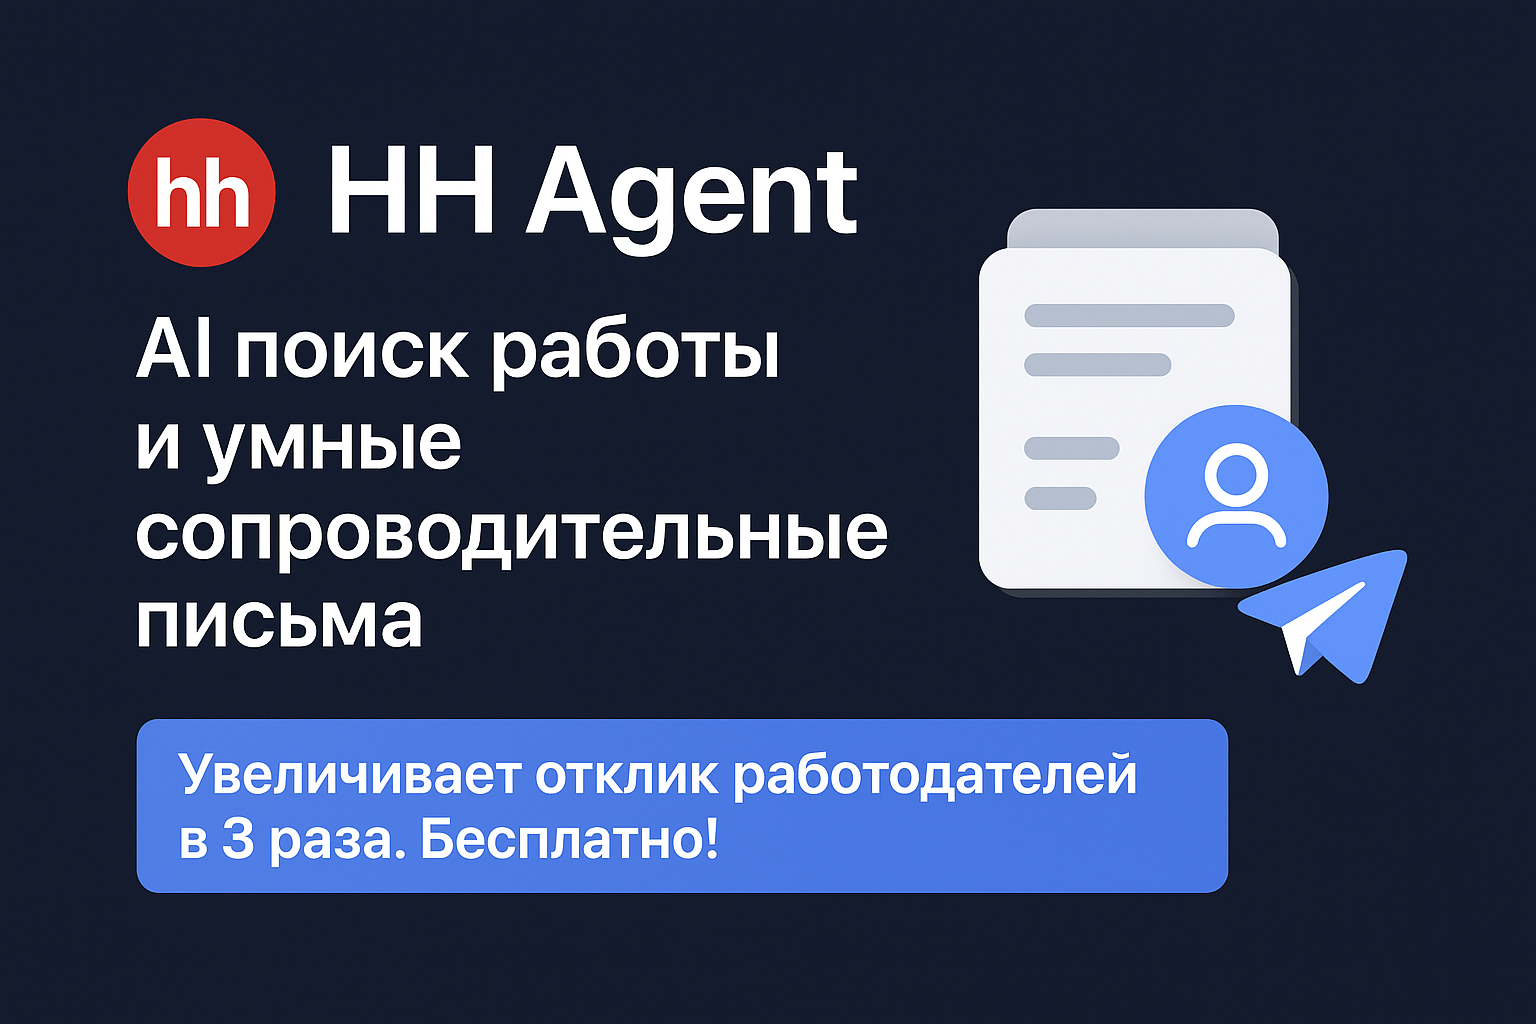 hh HH Agent
AI поиск работы
и умные
сопроводительные
письма
Увеличивает отклик работодателей
в 3 раза. Бесплатно!